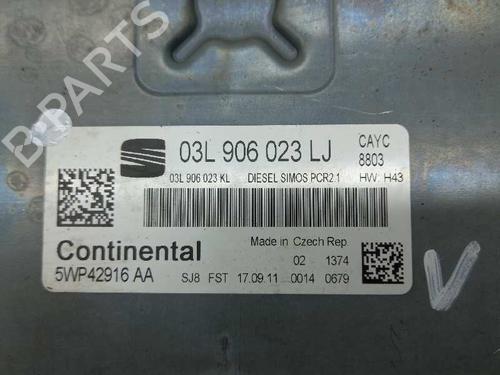 B-PARTS
03L 906 023 LJ
CAYC
8803
03L 906 023 KL DIESEL SIMOS PCR2.1 HW: H43
Continental
Made in Czech Rep.
02 1374
5WP42916 AA
SJ8 FST 17.09.11 0014 0679
V